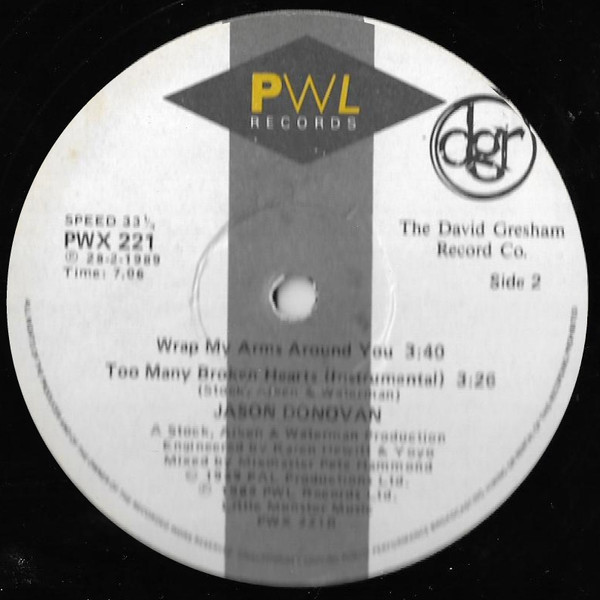 PWL
RECORDS
dgr
SPEED 33⅓
PWX 221
℗ 28-2-1989
Time: 7.06
The David Gresham
Record Co.
Side 2
Wrap My Arms Around You 3:40
Too Many Broken Hearts (Instrumental) 3:26
(Stock, Aitken & Waterman)
JASON DONOVAN
A Stock, Aitken & Waterman Production
Engineered by Karen Hewitt & Yoyo
Mixed by Mixmaster Pete Hammond
© 1989 PAL Productions Ltd.
℗ 1989 PWL Records Ltd.
Little Monster Music
PWX 221B